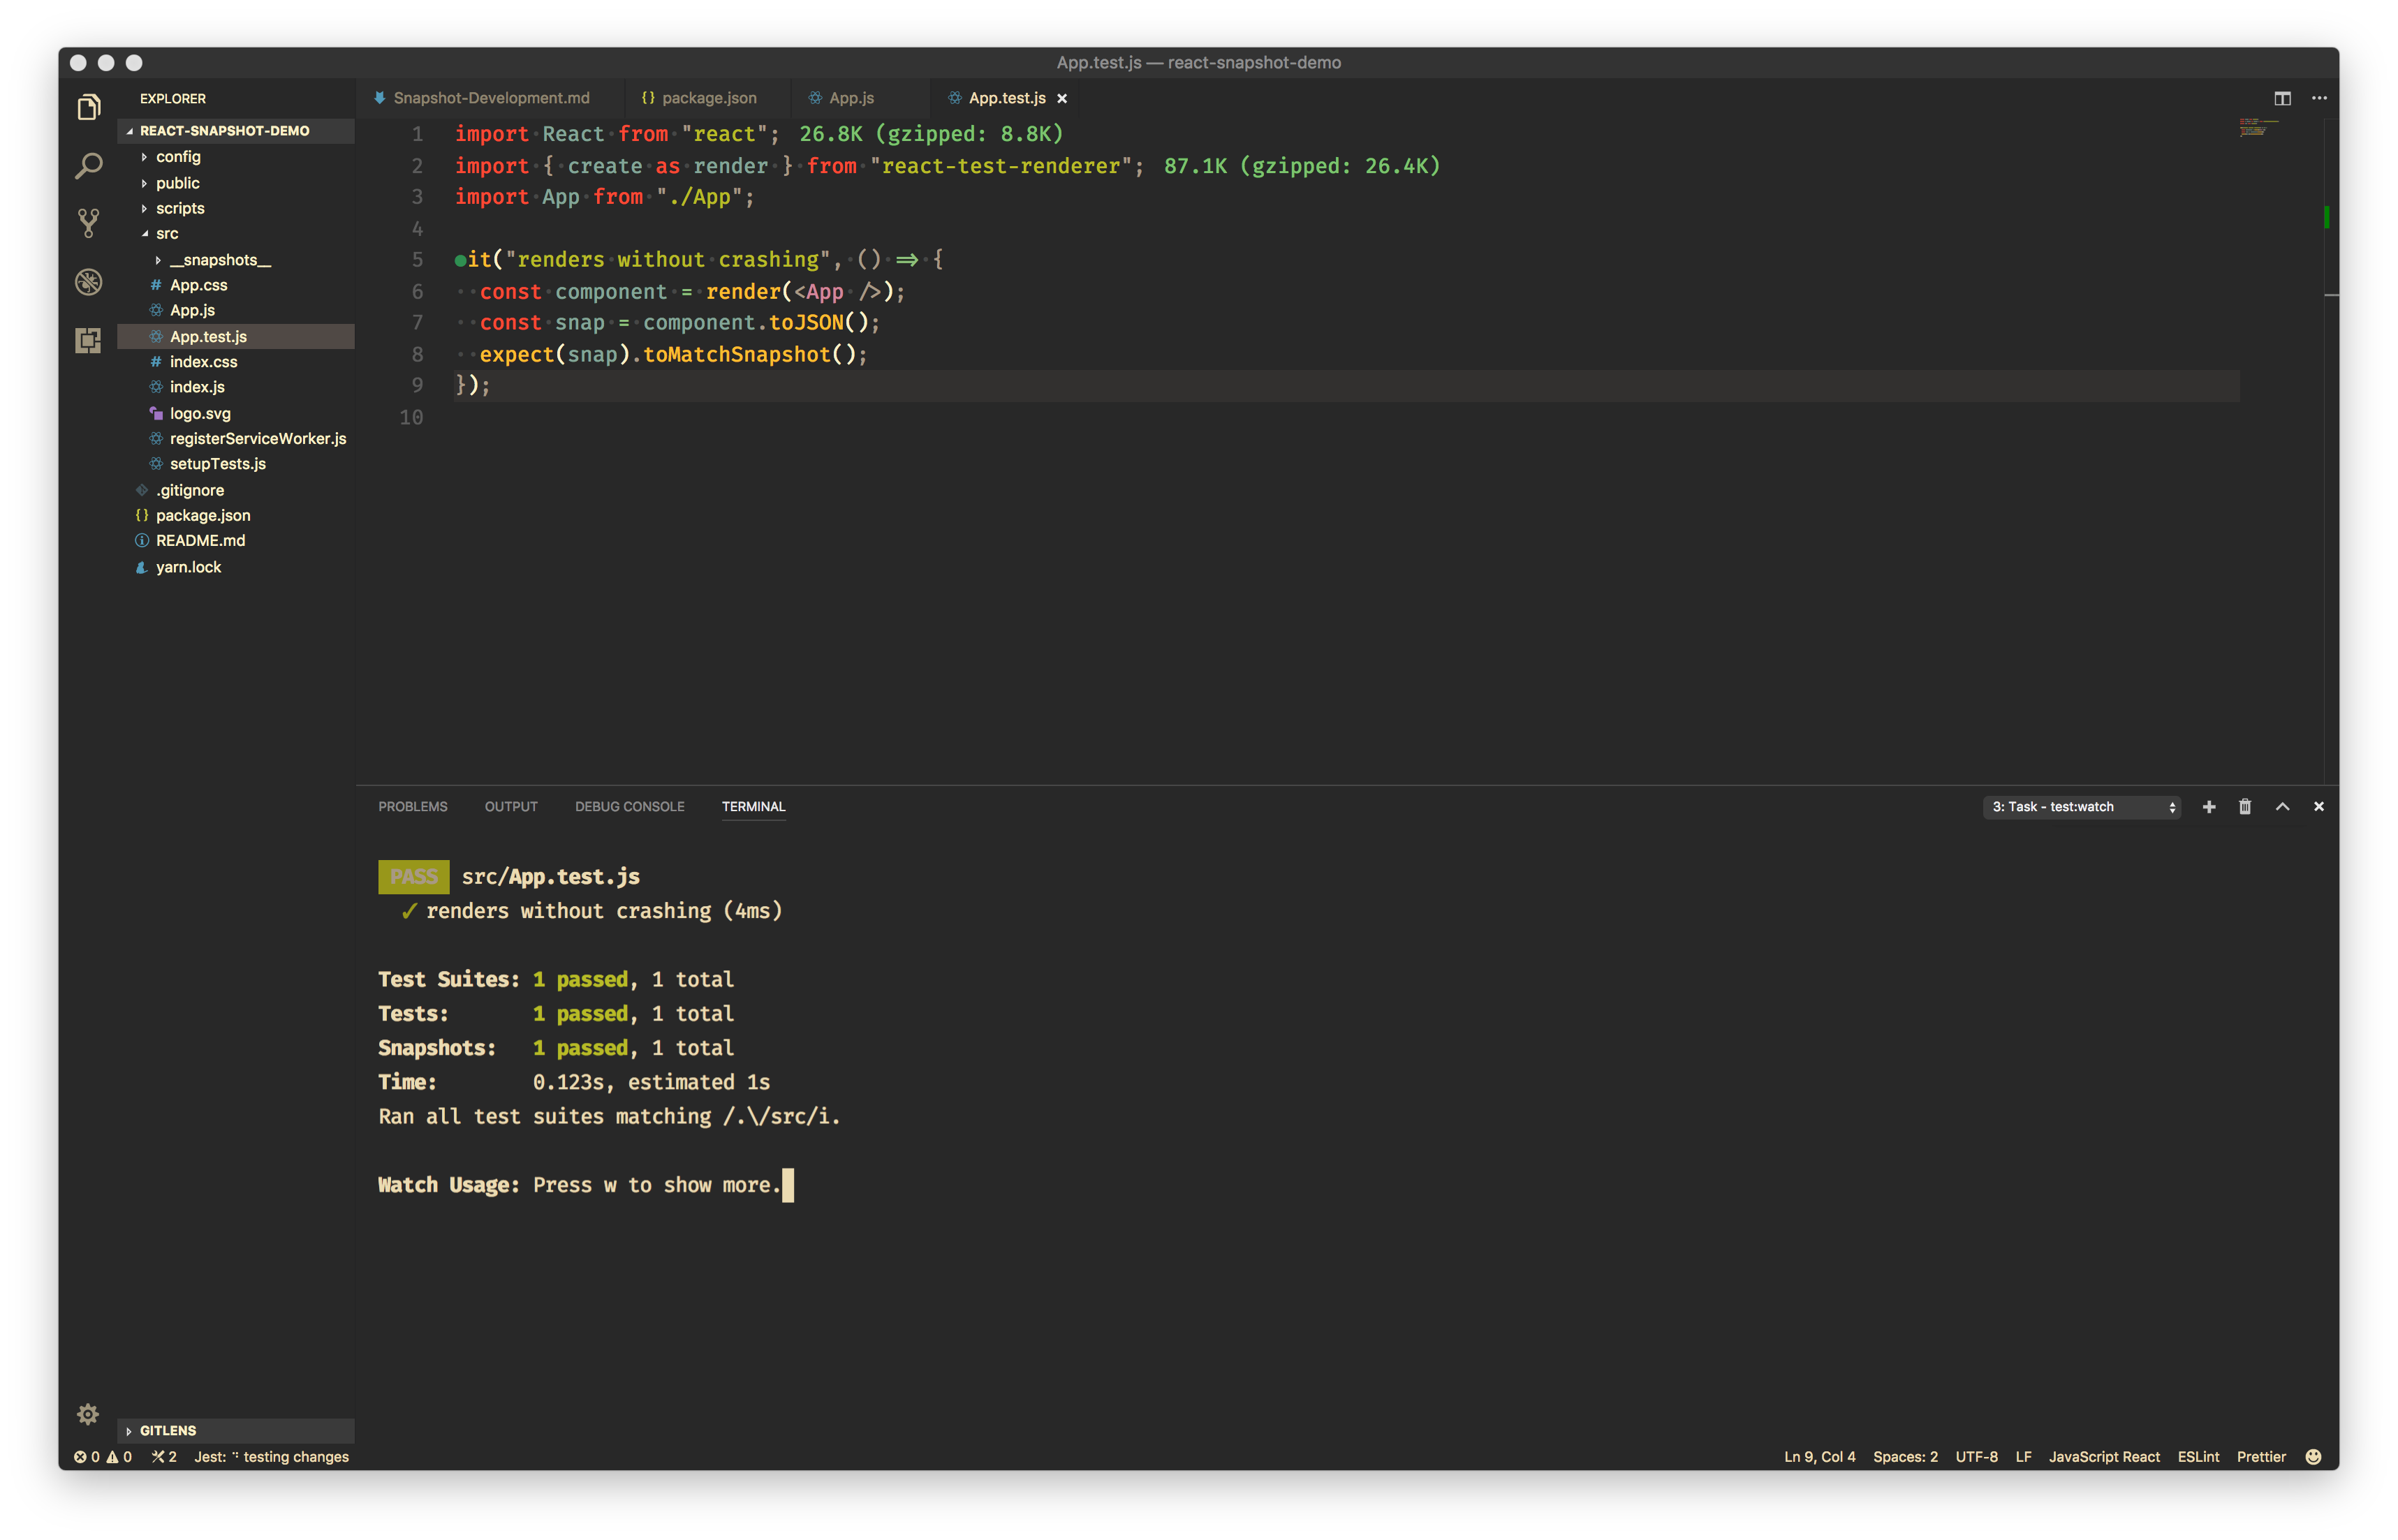 App.test.js — react-snapshot-demo
EXPLORER
REACT-SNAPSHOT-DEMO
config
public
scripts
src
__snapshots__
App.css
App.js
App.test.js
index.css
index.js
logo.svg
registerServiceWorker.js
setupTests.js
.gitignore
package.json
README.md
yarn.lock
GITLENS
Snapshot-Development.md
package.json
App.js
App.test.js
1 import React from "react"; 26.8K (gzipped: 8.8K)
2 import { create as render } from "react-test-renderer"; 87.1K (gzipped: 26.4K)
3 import App from "./App";
4
5 it("renders without crashing", () => {
6 const component = render(<App />);
7 const snap = component.toJSON();
8 expect(snap).toMatchSnapshot();
9 });
10
PROBLEMS OUTPUT DEBUG CONSOLE TERMINAL
3: Task - test:watch
PASS src/App.test.js
✓ renders without crashing (4ms)
Test Suites: 1 passed, 1 total
Tests: 1 passed, 1 total
Snapshots: 1 passed, 1 total
Time: 0.123s, estimated 1s
Ran all test suites matching /.\/src/i.
Watch Usage: Press w to show more.
0 0 2 Jest: testing changes
Ln 9, Col 4 Spaces: 2 UTF-8 LF JavaScript React ESLint Prettier